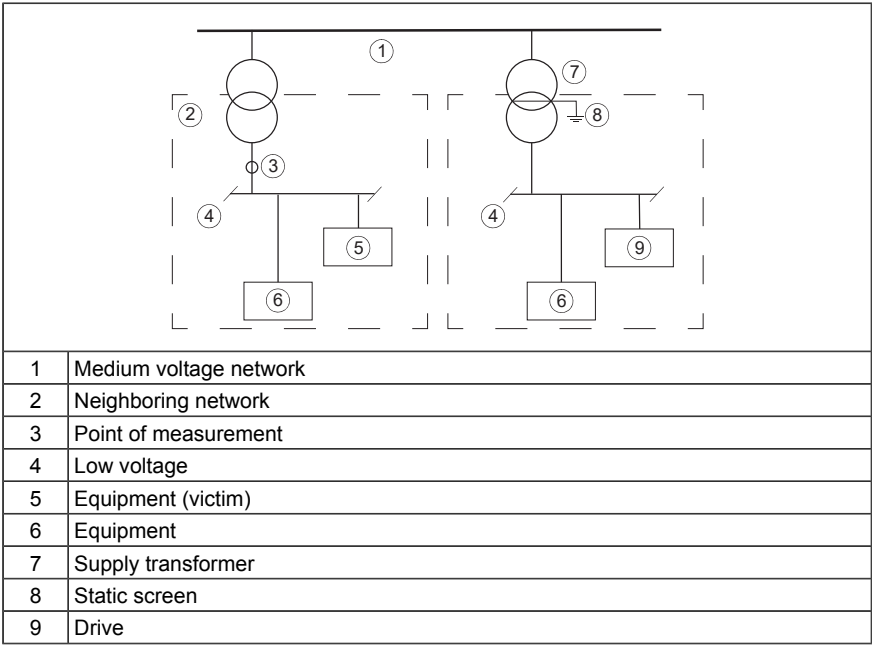 1
7
2
8
3
4
4
5
9
6
6
1 Medium voltage network
2 Neighboring network
3 Point of measurement
4 Low voltage
5 Equipment (victim)
6 Equipment
7 Supply transformer
8 Static screen
9 Drive